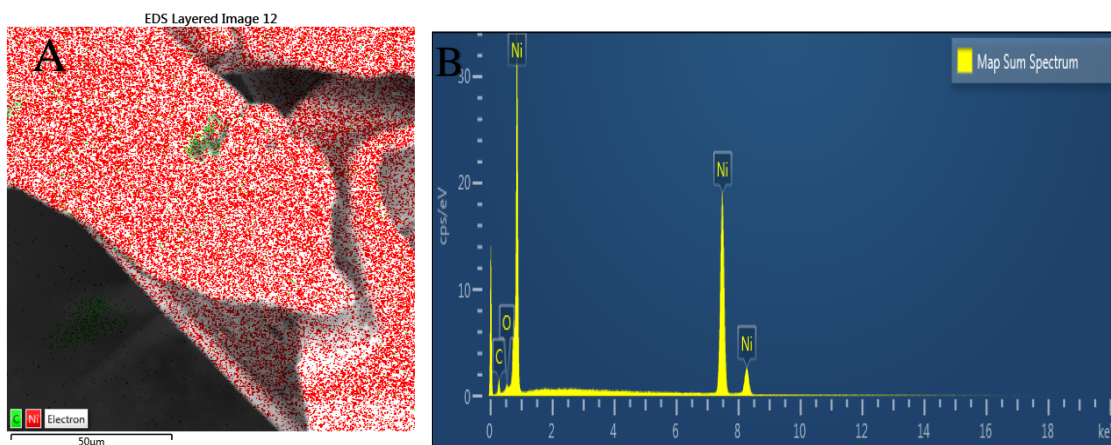 EDS Layered Image 12
A
C Ni Electron
50μm
B
Map Sum Spectrum
cps/eV
30
20
10
0
Ni
Ni
Ni
O
C
0 2 4 6 8 10 12 14 16 18 ke